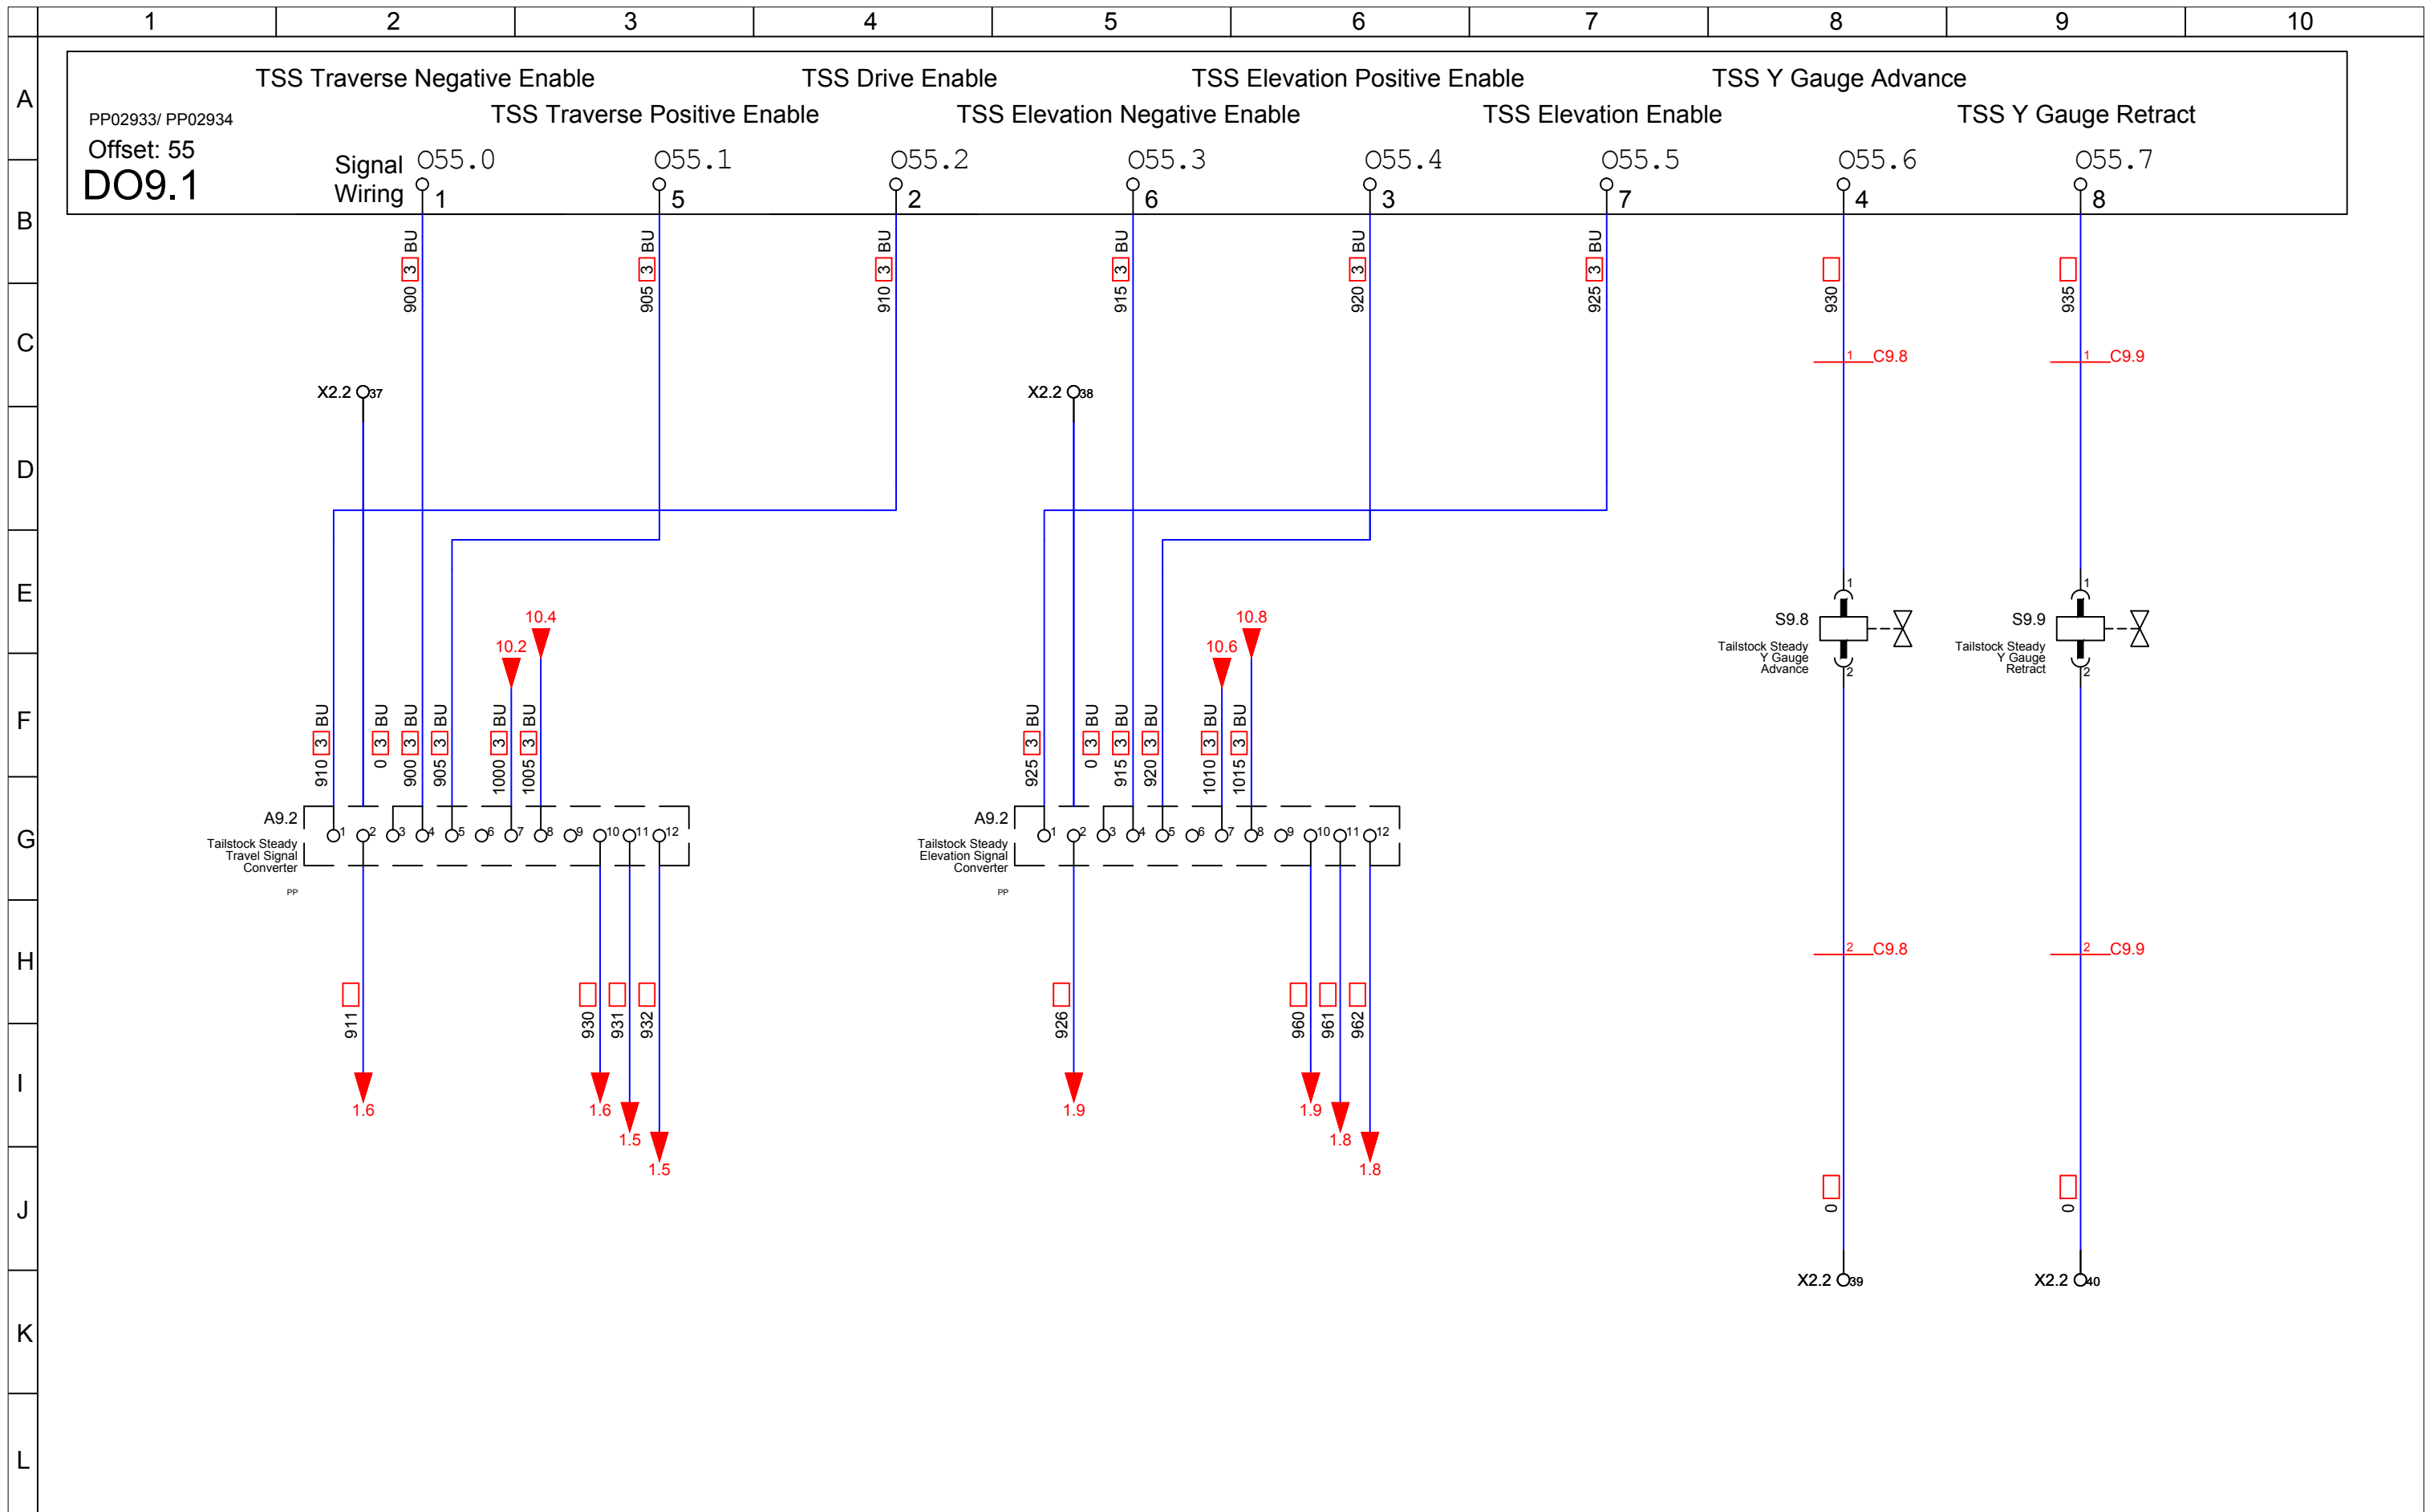 1 2 3 4 5 6 7 8 9 10
A
TSS Traverse Negative Enable TSS Drive Enable TSS Elevation Positive Enable TSS Y Gauge Advance
PP02933/ PP02934 TSS Traverse Positive Enable TSS Elevation Negative Enable TSS Elevation Enable TSS Y Gauge Retract
Offset: 55
DO9.1
Signal
Wiring
O55.0 O55.1 O55.2 O55.3 O55.4 O55.5 O55.6 O55.7
1 5 2 6 3 7 4 8
B
900 3 BU
905 3 BU
910 3 BU
915 3 BU
920 3 BU
925 3 BU
930
935
C
1 C9.8
1 C9.9
X2.2 37
X2.2 38
D
E
10.4
10.2
10.8
10.6
1
S9.8
Tailstock Steady
Y Gauge
Advance
2
1
S9.9
Tailstock Steady
Y Gauge
Retract
2
F
910 3 BU
0 3 BU
900 3 BU
905 3 BU
1000 3 BU
1005 3 BU
925 3 BU
0 3 BU
915 3 BU
920 3 BU
1010 3 BU
1015 3 BU
G
A9.2
Tailstock Steady
Travel Signal
Converter
PP
1 2 3 4 5 6 7 8 9 10 11 12
A9.2
Tailstock Steady
Elevation Signal
Converter
PP
1 2 3 4 5 6 7 8 9 10 11 12
H
2 C9.8
2 C9.9
911
930
931
932
926
960
961
962
I
1.6
1.6
1.5
1.5
1.9
1.9
1.8
1.8
J
0
0
X2.2 39
X2.2 40
K
L